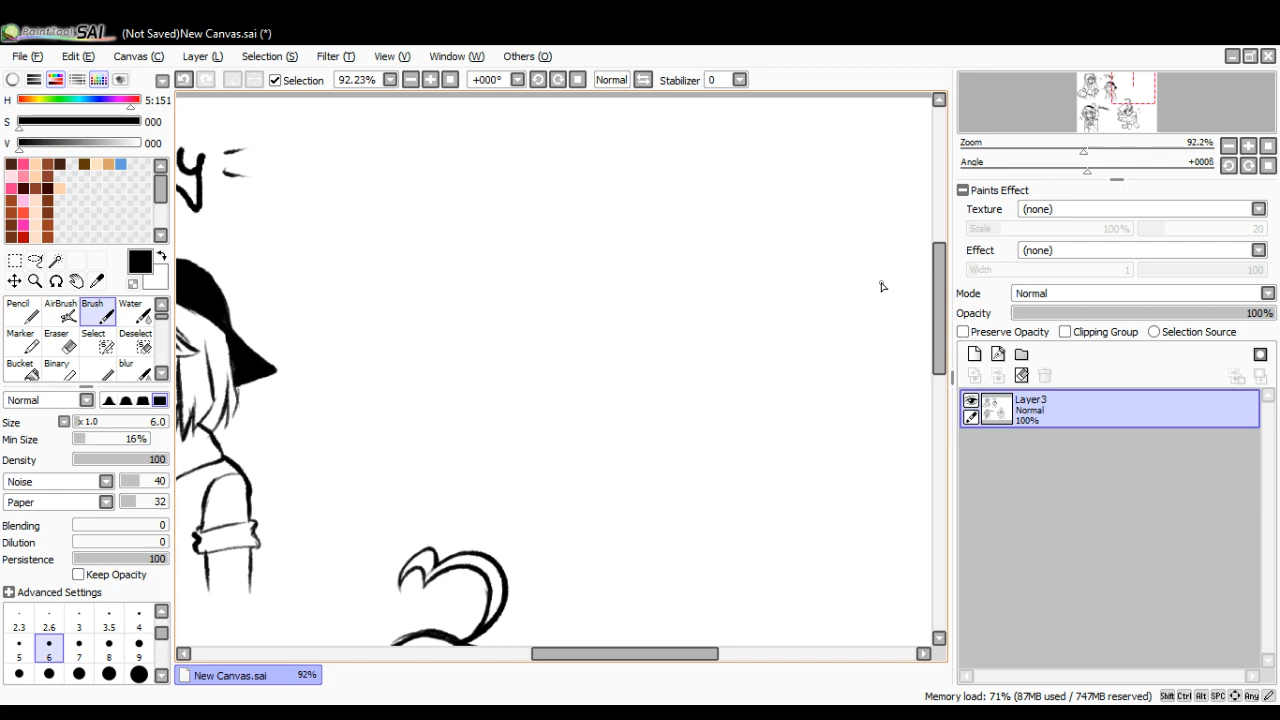 PaintTool SAI (Not Saved)New Canvas.sai (*)
File (F) Edit (E) Canvas (C) Layer (L) Selection (S) Filter (T) View (V) Window (W) Others (O)
Selection 92.23% +000° Normal Stabilizer 0
H 5:151
S 000
V 000
Pencil AirBrush Brush Water
Marker Eraser Select Deselect
Bucket Binary blur
Normal
Size x 1.0 6.0
Min Size 16%
Density 100
Noise 40
Paper 32
Blending 0
Dilution 0
Persistence 100
Keep Opacity
Advanced Settings
2.3 2.6 3 3.5 4
5 6 7 8 9
y
New Canvas.sai 92%
Zoom 92.2%
Angle +0008
Paints Effect
Texture (none)
Scale 100% 20
Effect (none)
Width 1 100
Mode Normal
Opacity 100%
Preserve Opacity Clipping Group Selection Source
Layer3
Normal
100%
Memory load: 71% (87MB used / 747MB reserved) Shift Ctrl Alt SPC Any